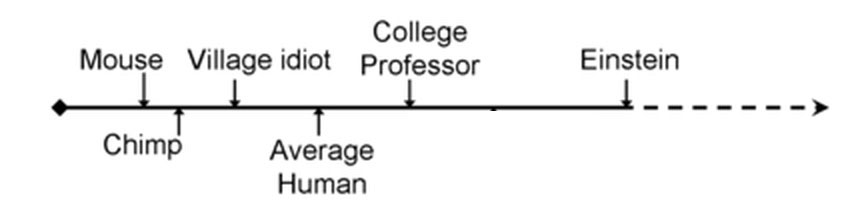 College
Mouse Village idiot Professor Einstein
Chimp Average
Human